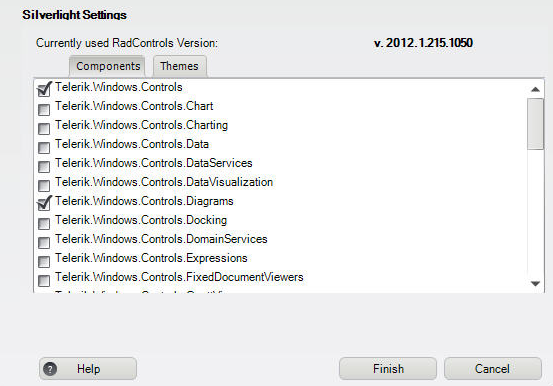 Silverlight Settings
Currently used RadControls Version: v. 2012.1.215.1050
Components Themes
Telerik.Windows.Controls
Telerik.Windows.Controls.Chart
Telerik.Windows.Controls.Charting
Telerik.Windows.Controls.Data
Telerik.Windows.Controls.DataServices
Telerik.Windows.Controls.DataVisualization
Telerik.Windows.Controls.Diagrams
Telerik.Windows.Controls.Docking
Telerik.Windows.Controls.DomainServices
Telerik.Windows.Controls.Expressions
Telerik.Windows.Controls.FixedDocumentViewers
? Help Finish Cancel